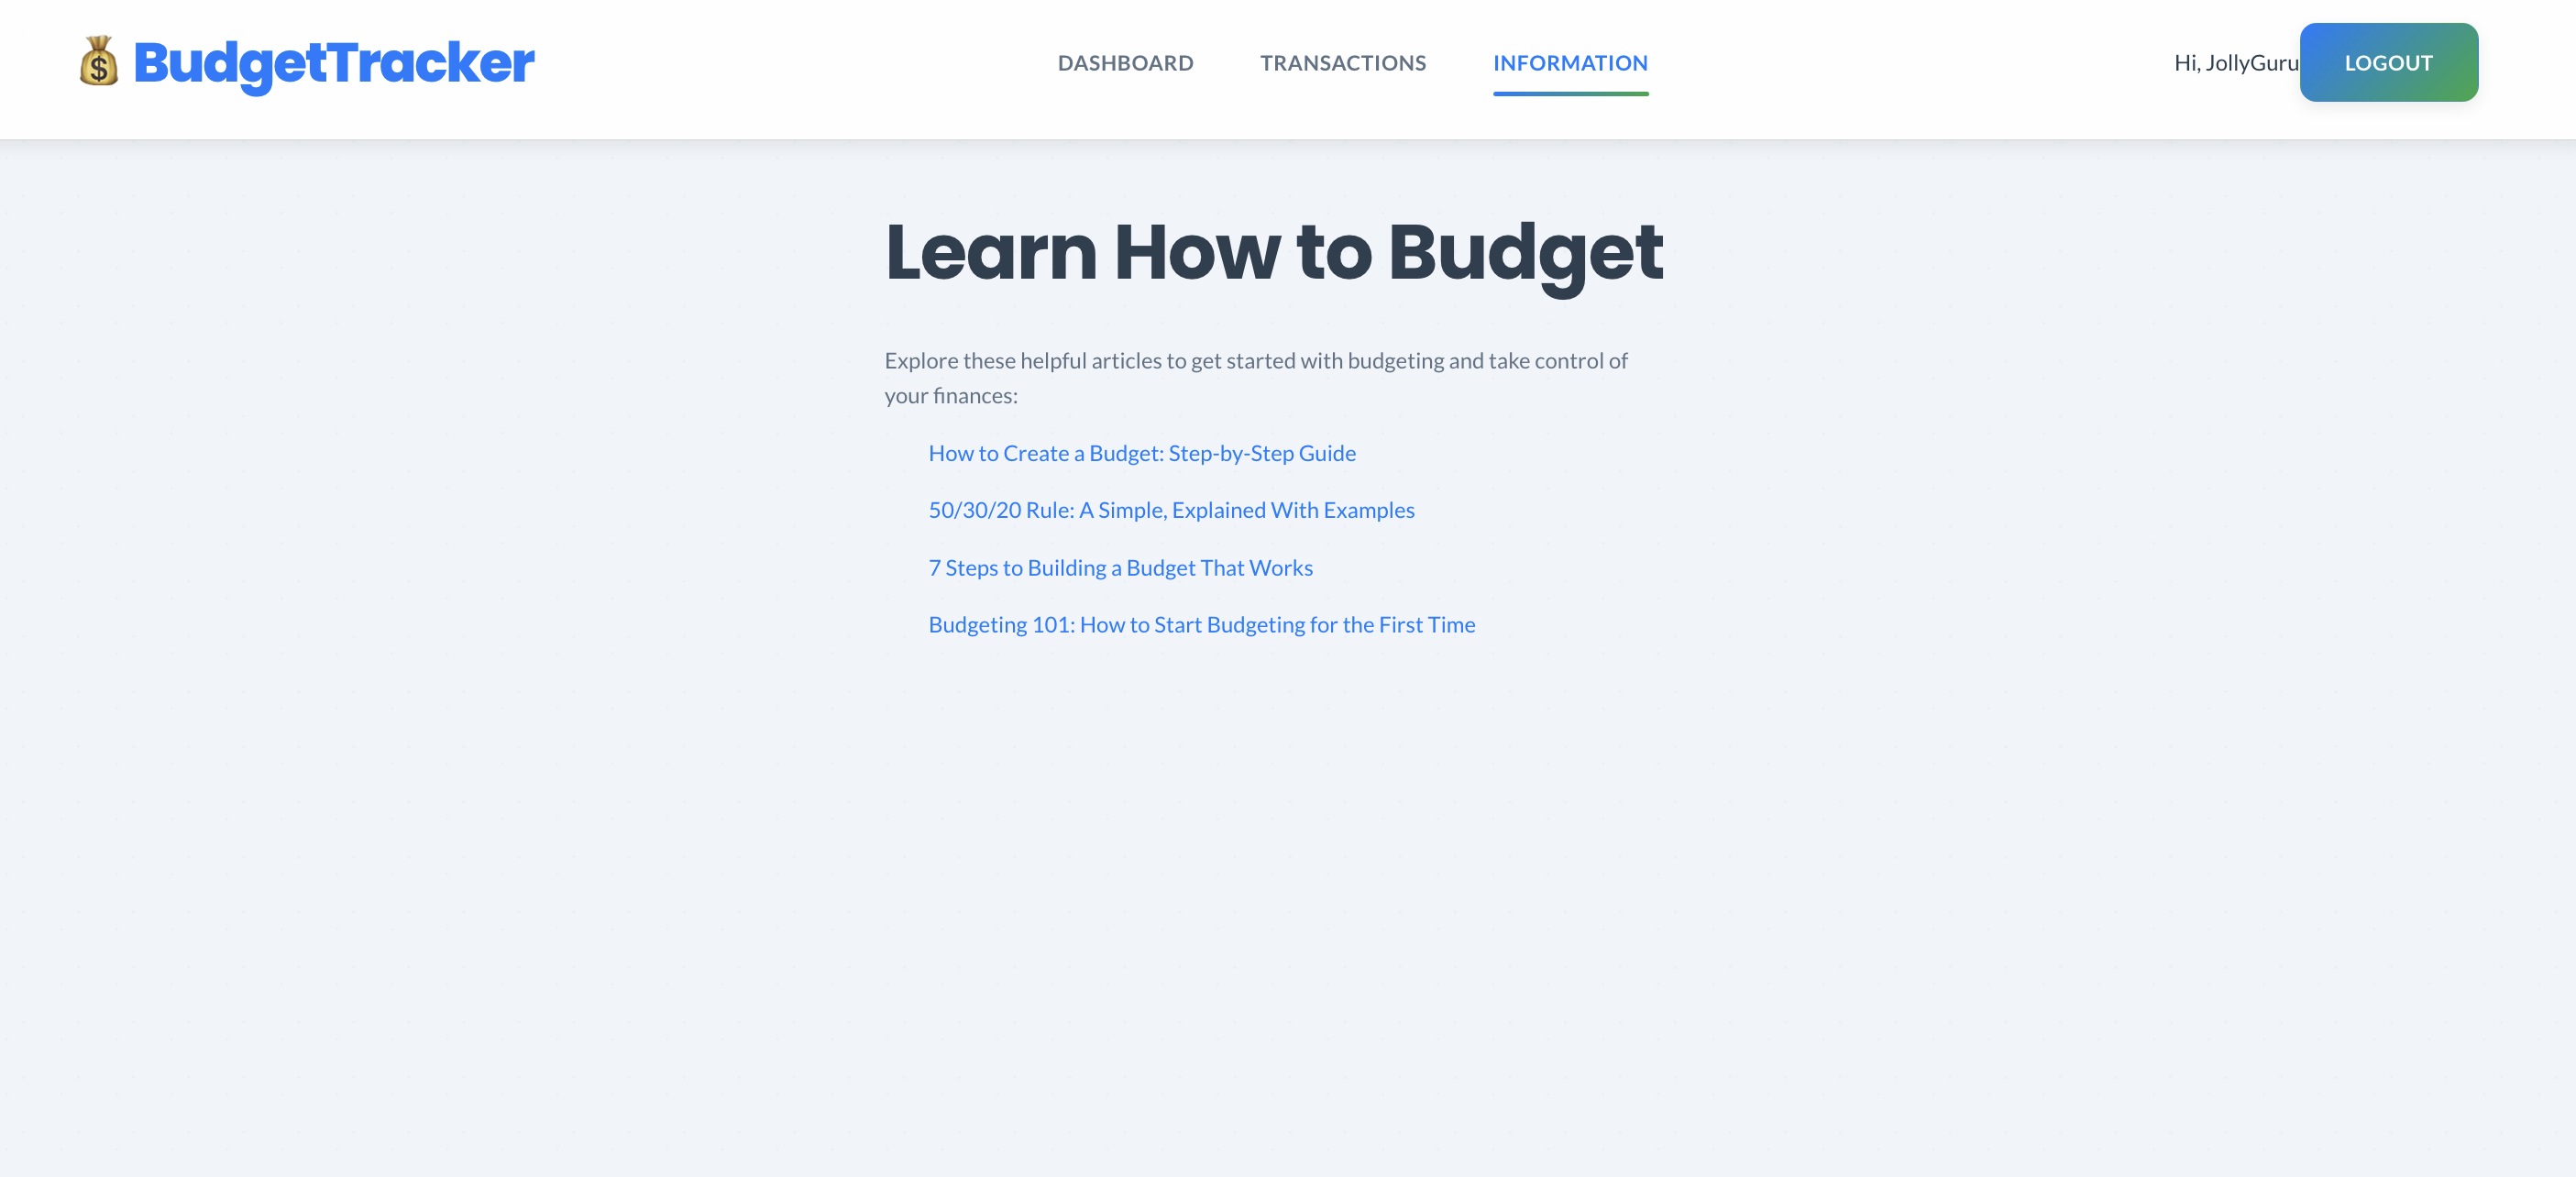 💰 BudgetTracker
DASHBOARD
TRANSACTIONS
INFORMATION
Hi, JollyGuru
LOGOUT
Learn How to Budget
Explore these helpful articles to get started with budgeting and take control of
your finances:
How to Create a Budget: Step-by-Step Guide
50/30/20 Rule: A Simple, Explained With Examples
7 Steps to Building a Budget That Works
Budgeting 101: How to Start Budgeting for the First Time